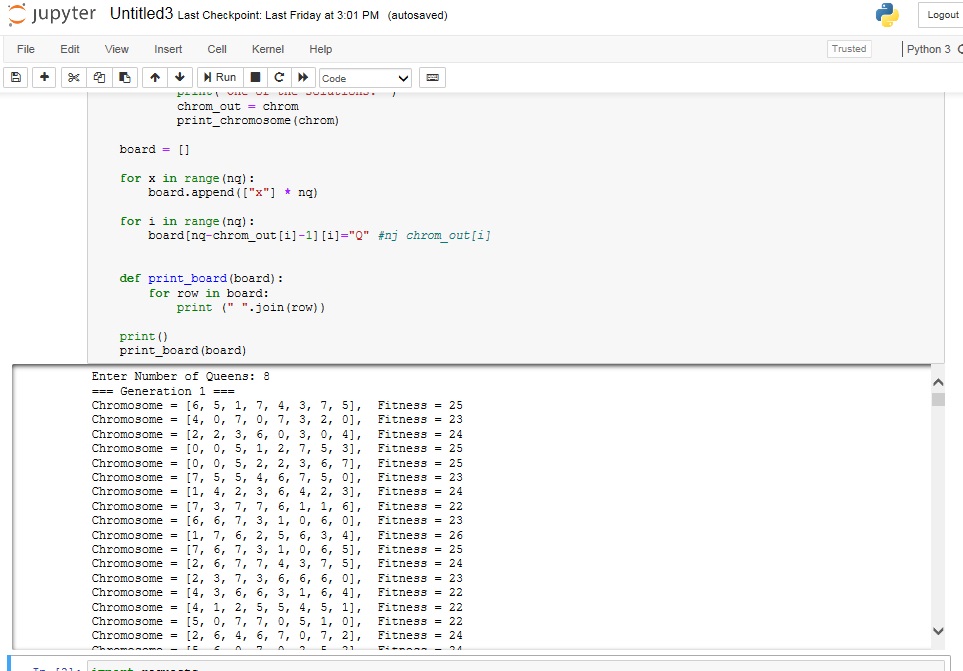 jupyter Untitled3 Last Checkpoint: Last Friday at 3:01 PM (autosaved)
Logout
File Edit View Insert Cell Kernel Help
Trusted
Python 3
Run
Code
print("One of the solutions: ")
chrom_out = chrom
print_chromosome(chrom)
board = []
for x in range(nq):
board.append(["x"] * nq)
for i in range(nq):
board[nq-chrom_out[i]-1][i]="Q" #nj chrom_out[i]
def print_board(board):
for row in board:
print (" ".join(row))
print()
print_board(board)
Enter Number of Queens: 8
=== Generation 1 ===
Chromosome = [6, 5, 1, 7, 4, 3, 7, 5], Fitness = 25
Chromosome = [4, 0, 7, 0, 7, 3, 2, 0], Fitness = 23
Chromosome = [2, 2, 3, 6, 0, 3, 0, 4], Fitness = 24
Chromosome = [0, 0, 5, 1, 2, 7, 5, 3], Fitness = 25
Chromosome = [0, 0, 5, 2, 2, 3, 6, 7], Fitness = 25
Chromosome = [7, 5, 5, 4, 6, 7, 5, 0], Fitness = 23
Chromosome = [1, 4, 2, 3, 6, 4, 2, 3], Fitness = 24
Chromosome = [7, 3, 7, 7, 6, 1, 1, 6], Fitness = 22
Chromosome = [6, 6, 7, 3, 1, 0, 6, 0], Fitness = 23
Chromosome = [1, 7, 6, 2, 5, 6, 3, 4], Fitness = 26
Chromosome = [7, 6, 7, 3, 1, 0, 6, 5], Fitness = 25
Chromosome = [2, 6, 7, 7, 4, 3, 7, 5], Fitness = 24
Chromosome = [2, 3, 7, 3, 6, 6, 6, 0], Fitness = 23
Chromosome = [4, 3, 6, 6, 3, 1, 6, 4], Fitness = 22
Chromosome = [4, 1, 2, 5, 5, 4, 5, 1], Fitness = 22
Chromosome = [5, 0, 7, 7, 0, 5, 1, 0], Fitness = 22
Chromosome = [2, 6, 4, 6, 7, 0, 7, 2], Fitness = 24
In [2]: import requests